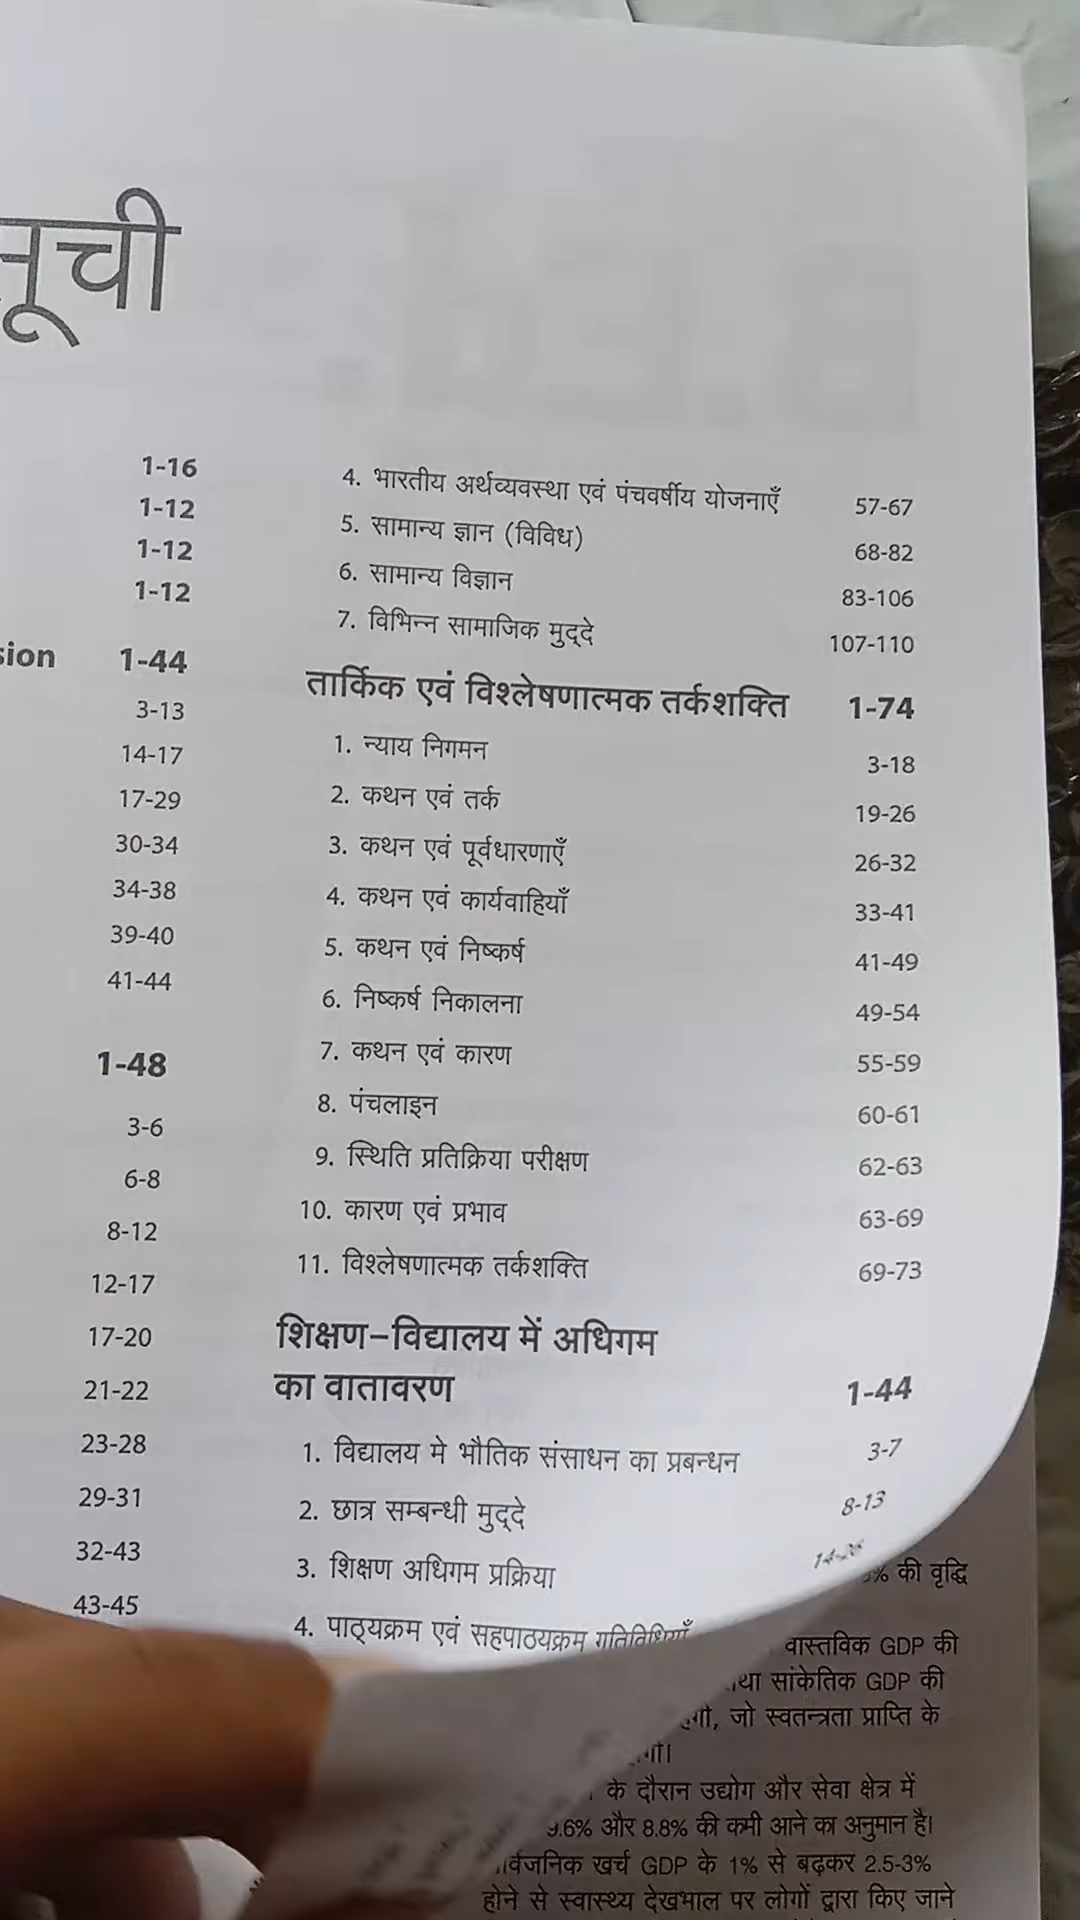 सूची
1-16
1-12
1-12
1-12
1-44
3-13
14-17
17-29
30-34
34-38
39-40
41-44
1-48
3-6
6-8
8-12
12-17
17-20
21-22
23-28
29-31
32-43
43-45
4. भारतीय अर्थव्यवस्था एवं पंचवर्षीय योजनाएँ 57-67
5. सामान्य ज्ञान (विविध) 68-82
6. सामान्य विज्ञान 83-106
7. विभिन्न सामाजिक मुद्दे 107-110
तार्किक एवं विश्लेषणात्मक तर्कशक्ति 1-74
1. न्याय निगमन 3-18
2. कथन एवं तर्क 19-26
3. कथन एवं पूर्वधारणाएँ 26-32
4. कथन एवं कार्यवाहियाँ 33-41
5. कथन एवं निष्कर्ष 41-49
6. निष्कर्ष निकालना 49-54
7. कथन एवं कारण 55-59
8. पंचलाइन 60-61
9. स्थिति प्रतिक्रिया परीक्षण 62-63
10. कारण एवं प्रभाव 63-69
11. विश्लेषणात्मक तर्कशक्ति 69-73
शिक्षण-विद्यालय में अधिगम
का वातावरण 1-44
1. विद्यालय मे भौतिक संसाधन का प्रबन्धन 3-7
2. छात्र सम्बन्धी मुद्दे 8-13
3. शिक्षण अधिगम प्रक्रिया
4. पाठ्यक्रम एवं सहपाठयक्रम गतिविधियाँ
% की वृद्धि
वास्तविक GDP की
सांकेतिक GDP की
जो स्वतन्त्रता प्राप्ति के
के दौरान उद्योग और सेवा क्षेत्र में
9.6% और 8.8% की कमी आने का अनुमान है।
खर्च GDP के 1% से बढ़कर 2.5-3%
होने से स्वास्थ्य देखभाल पर लोगों द्वारा किए जाने